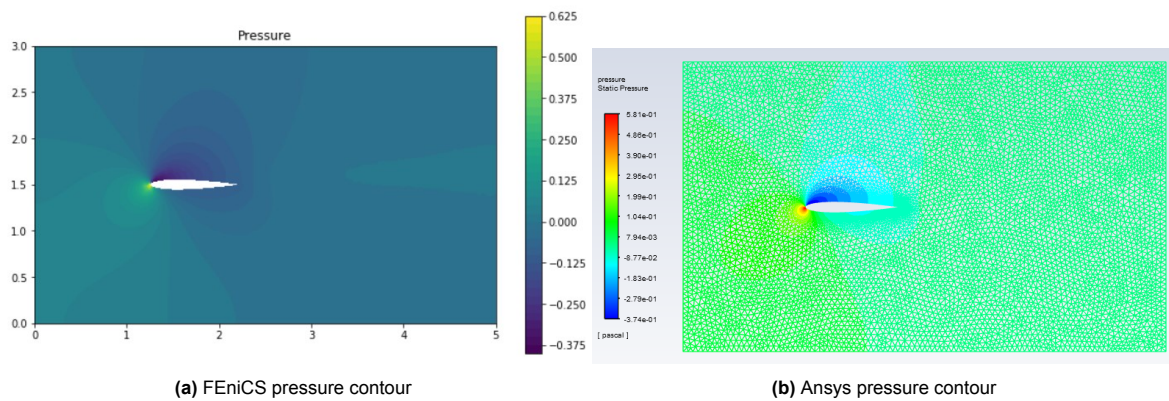 Pressure
3.0
2.5
2.0
1.5
1.0
0.5
0.0
0 1 2 3 4 5
0.625
0.500
0.375
0.250
0.125
0.000
−0.125
−0.250
−0.375
(a) FEniCS pressure contour
pressure
Static Pressure
5.81e-01
4.86e-01
3.90e-01
2.95e-01
1.99e-01
1.04e-01
7.94e-03
-8.77e-02
-1.83e-01
-2.79e-01
-3.74e-01
[ pascal ]
(b) Ansys pressure contour